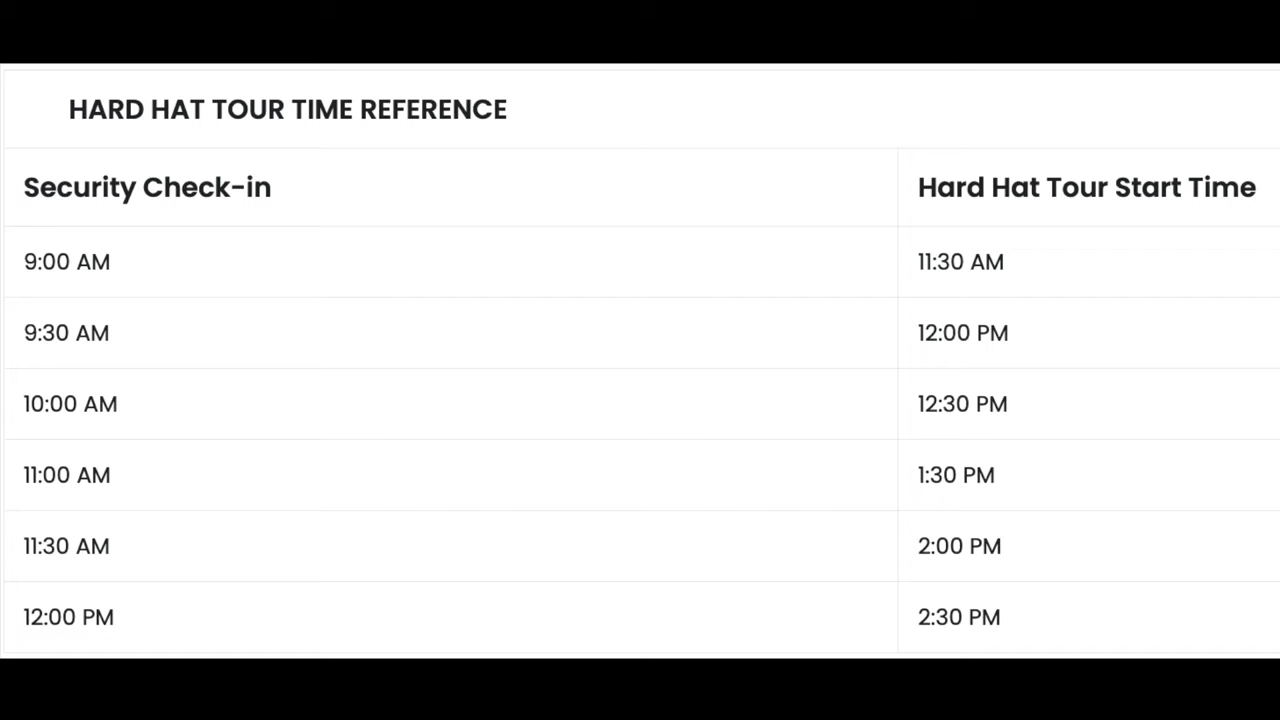 HARD HAT TOUR TIME REFERENCE
Security Check-in Hard Hat Tour Start Time
9:00 AM 11:30 AM
9:30 AM 12:00 PM
10:00 AM 12:30 PM
11:00 AM 1:30 PM
11:30 AM 2:00 PM
12:00 PM 2:30 PM